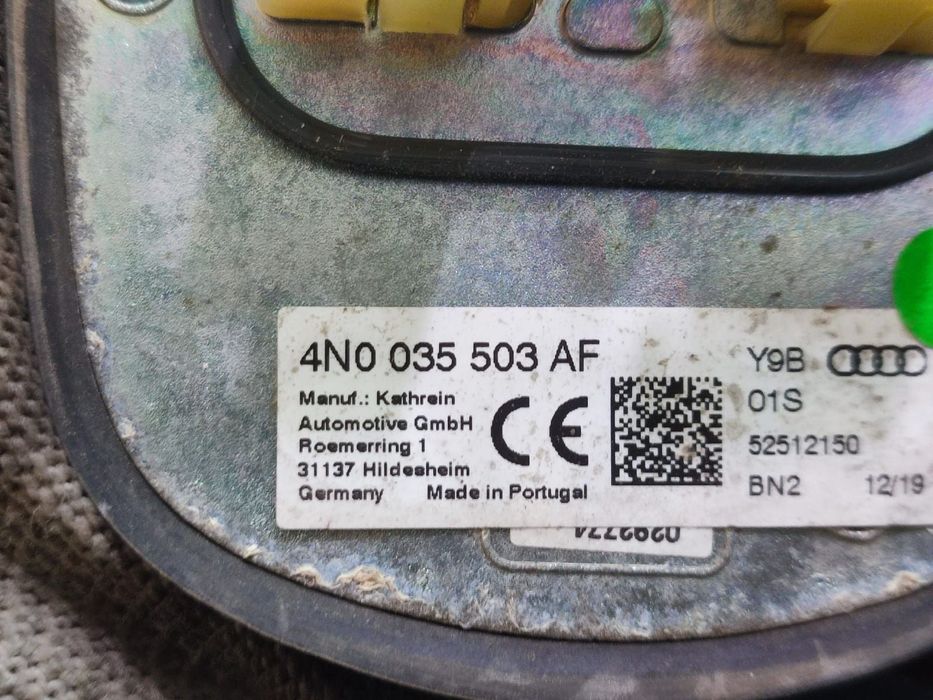 4N0 035 503 AF
Manuf.: Kathrein
Automotive GmbH
Roemerring 1
31137 Hildesheim
Germany Made in Portugal
CE
Y9B
01S
52512150
BN2 12/19